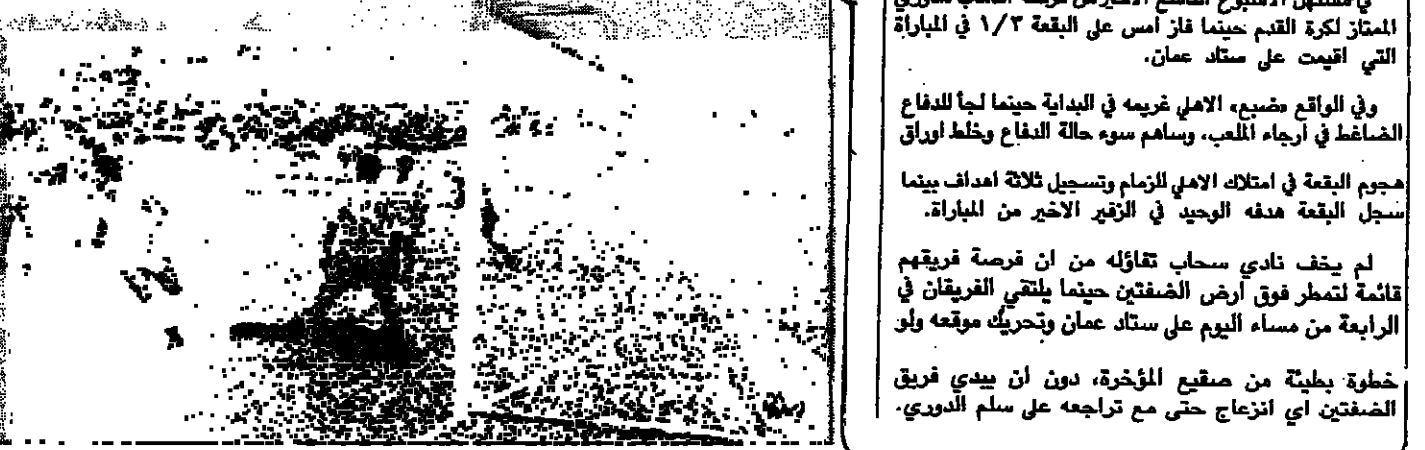 الممتاز لكرة القدم حينما فاز امس على البقعة ١/٣ في المباراة
التي اقيمت على ستاد عمان.
وفي الواقع «ضبع» الاهلي غريمه في البداية حينما لجأ للدفاع
الضاغط في ارجاء الملعب، وساهم سوء حالة الدفاع وخلط اوراق
هجوم البقعة في امتلاك الاهلي للزمام وتسجيل ثلاثة اهداف بينما
سجل البقعة هدفه الوحيد في الزفير الاخير من المباراة.
لم يخف نادي سحاب تفاؤله من ان فرصة فريقهم
قائمة لتمطر فوق ارض الضفتين حينما يلتقي الفريقان في
الرابعة من مساء اليوم على ستاد عمان وتحريك موقعه ولو
خطوة بطيئة من صقيع المؤخرة، دون أن يبدي فريق
الضفتين اي انزعاج حتى مع تراجعه على سلم الدوري.